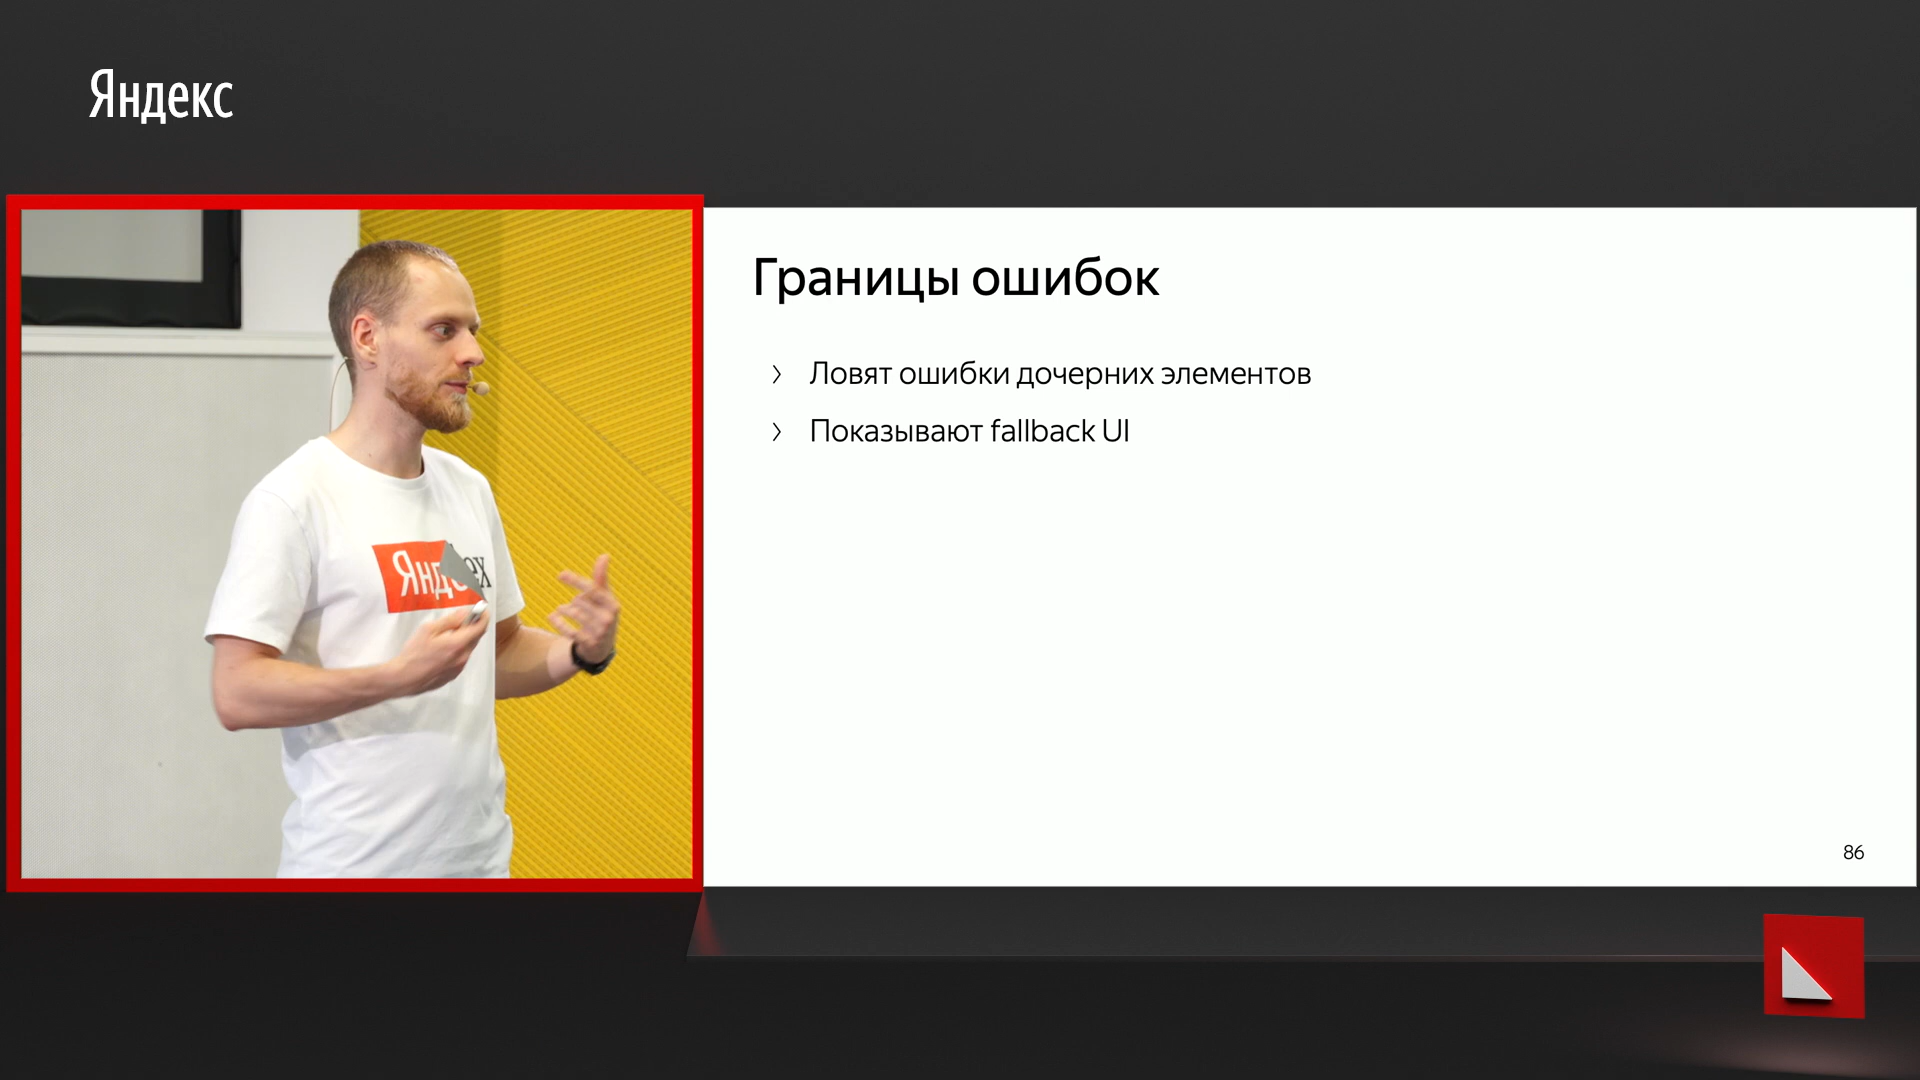 Яндекс
Границы ошибок
› Ловят ошибки дочерних элементов
› Показывают fallback UI
86